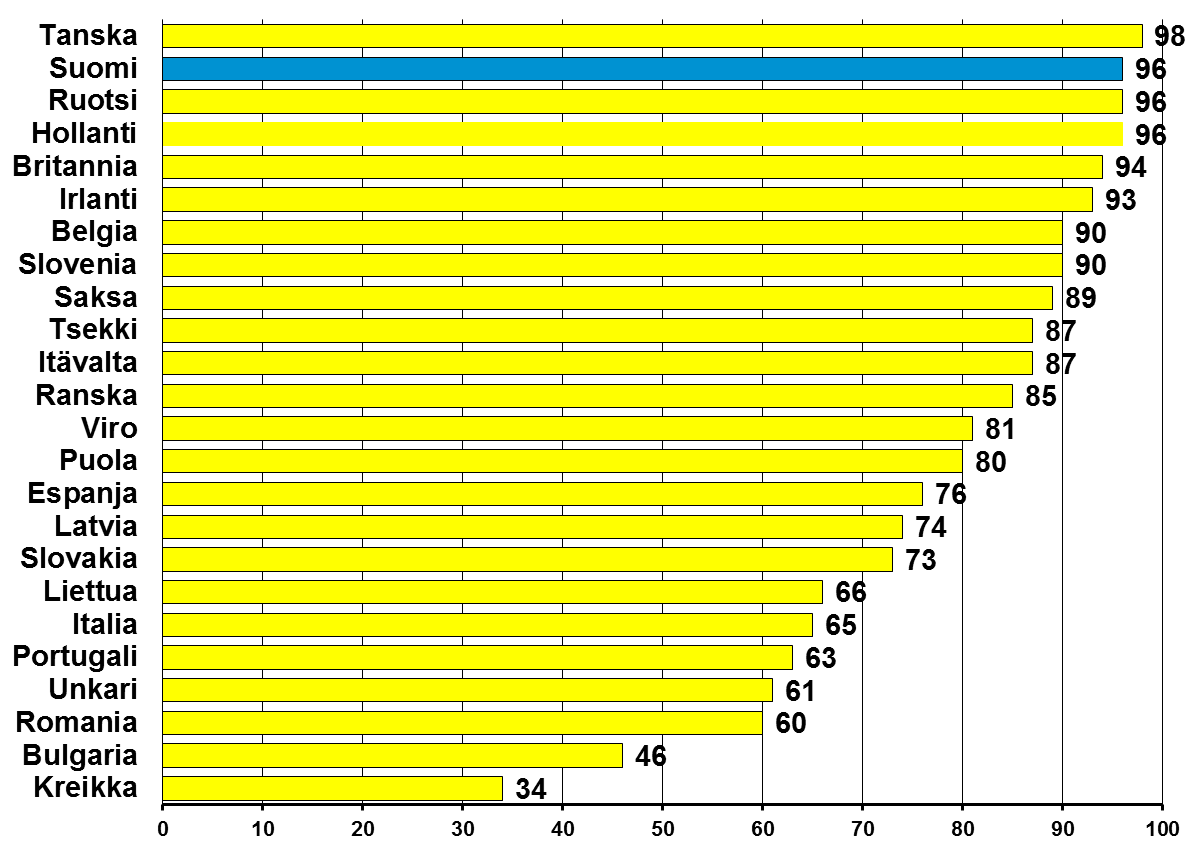 Tanska 98
Suomi 96
Ruotsi 96
Hollanti 96
Britannia 94
Irlanti 93
Belgia 90
Slovenia 90
Saksa 89
Tsekki 87
Itävalta 87
Ranska 85
Viro 81
Puola 80
Espanja 76
Latvia 74
Slovakia 73
Liettua 66
Italia 65
Portugali 63
Unkari 61
Romania 60
Bulgaria 46
Kreikka 34
0 10 20 30 40 50 60 70 80 90 100